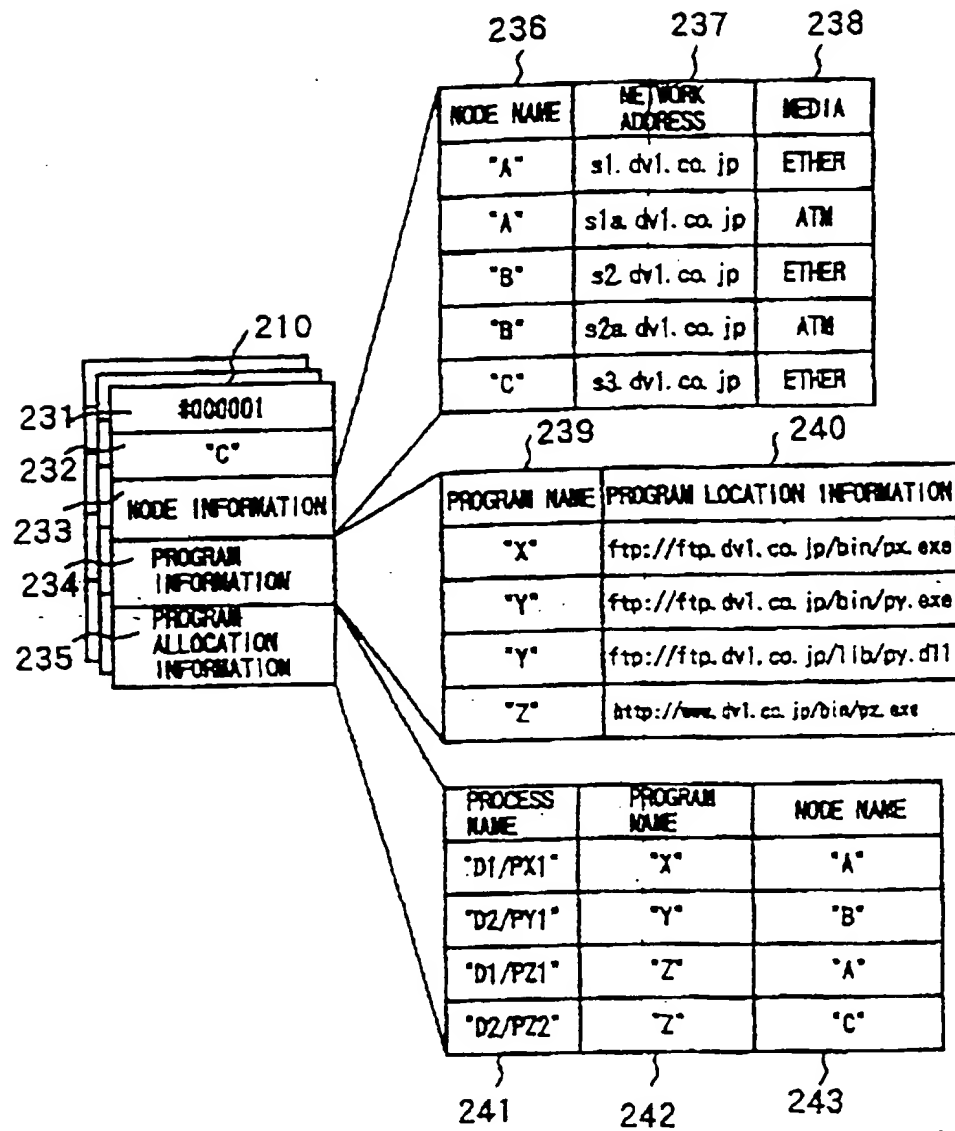 236 237 238
NODE NAME NETWORK ADDRESS MEDIA
"A" s1.dv1.co.jp ETHER
"A" s1a.dv1.co.jp ATM
"B" s2.dv1.co.jp ETHER
"B" s2a.dv1.co.jp ATM
"C" s3.dv1.co.jp ETHER
210
231 #000001
232 "C"
233 NODE INFORMATION
234 PROGRAM INFORMATION
235 PROGRAM ALLOCATION INFORMATION
239 240
PROGRAM NAME PROGRAM LOCATION INFORMATION
"X" ftp://ftp.dv1.co.jp/bin/px.exe
"Y" ftp://ftp.dv1.co.jp/bin/py.exe
"Y" ftp://ftp.dv1.co.jp/lib/py.dll
"Z" http://www.dv1.co.jp/bin/pz.exe
PROCESS NAME PROGRAM NAME NODE NAME
"D1/PX1" "X" "A"
"D2/PY1" "Y" "B"
"D1/PZ1" "Z" "A"
"D2/PZ2" "Z" "C"
241 242 243